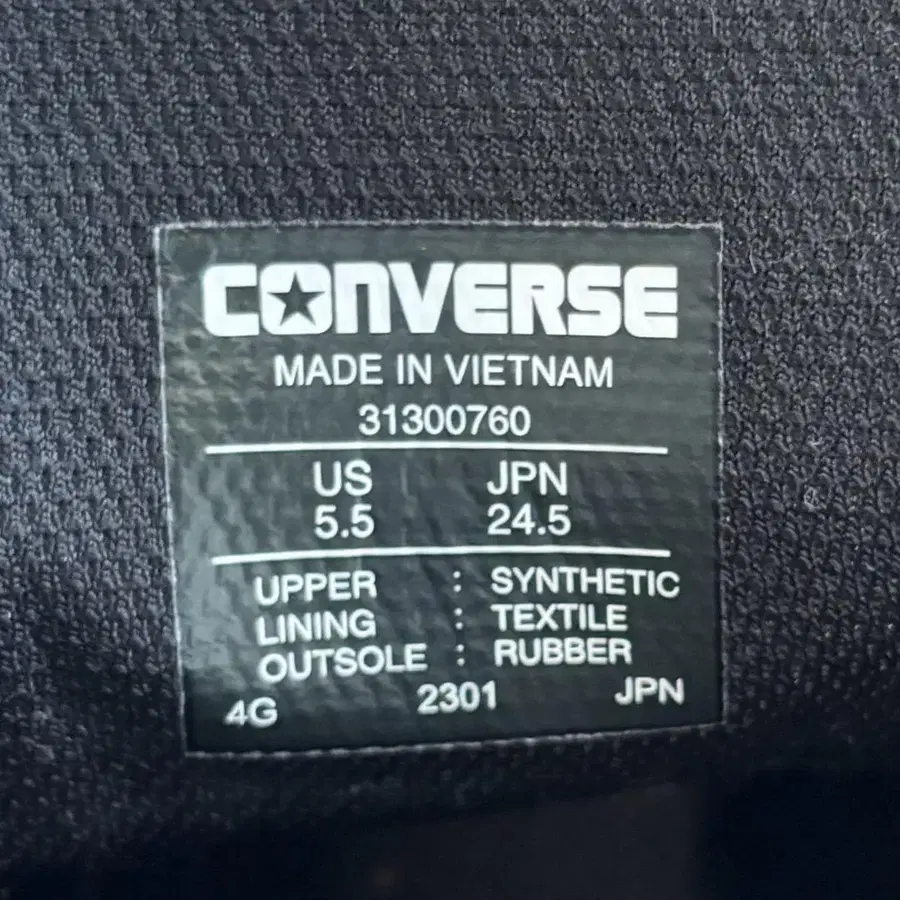 CONVERSE
MADE IN VIETNAM
31300760
US JPN
5.5 24.5
UPPER : SYNTHETIC
LINING : TEXTILE
OUTSOLE : RUBBER
4G 2301 JPN